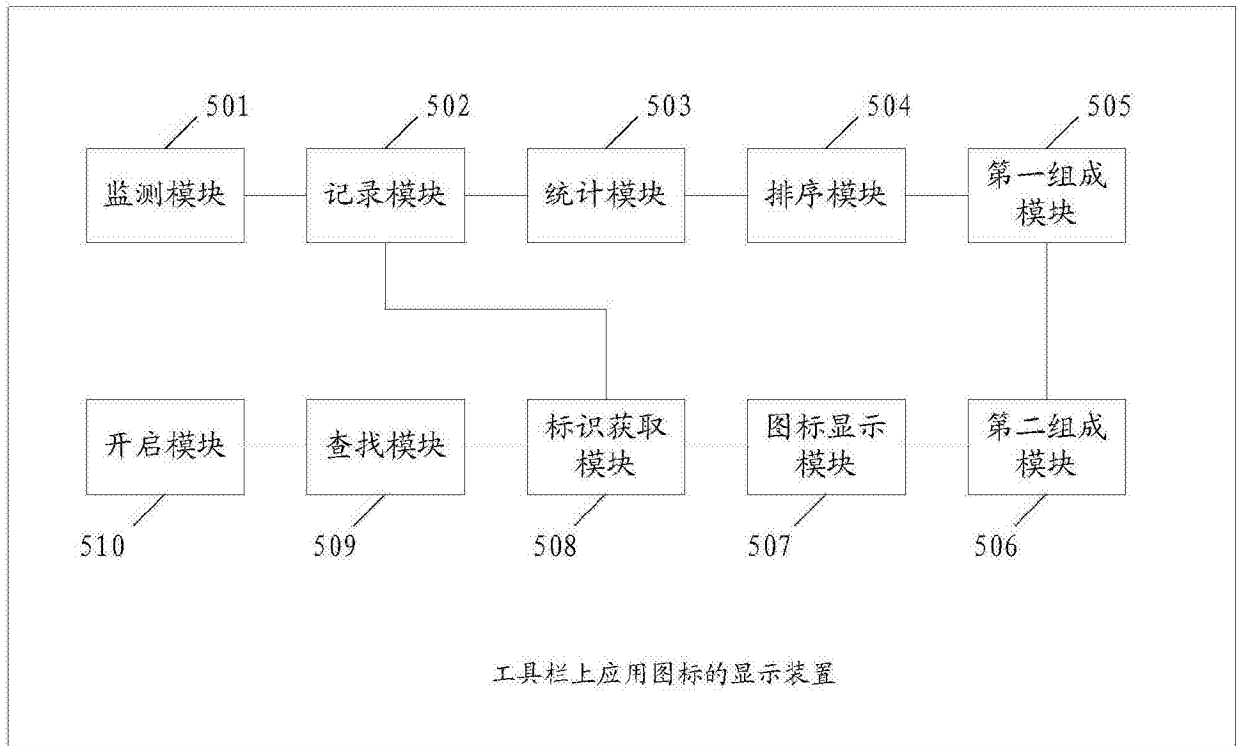 501
502
503
504
505
监测模块
记录模块
统计模块
排序模块
第一组成
模块
开启模块
查找模块
标识获取
模块
图标显示
模块
第二组成
模块
510
509
508
507
506
工具栏上应用图标的显示装置